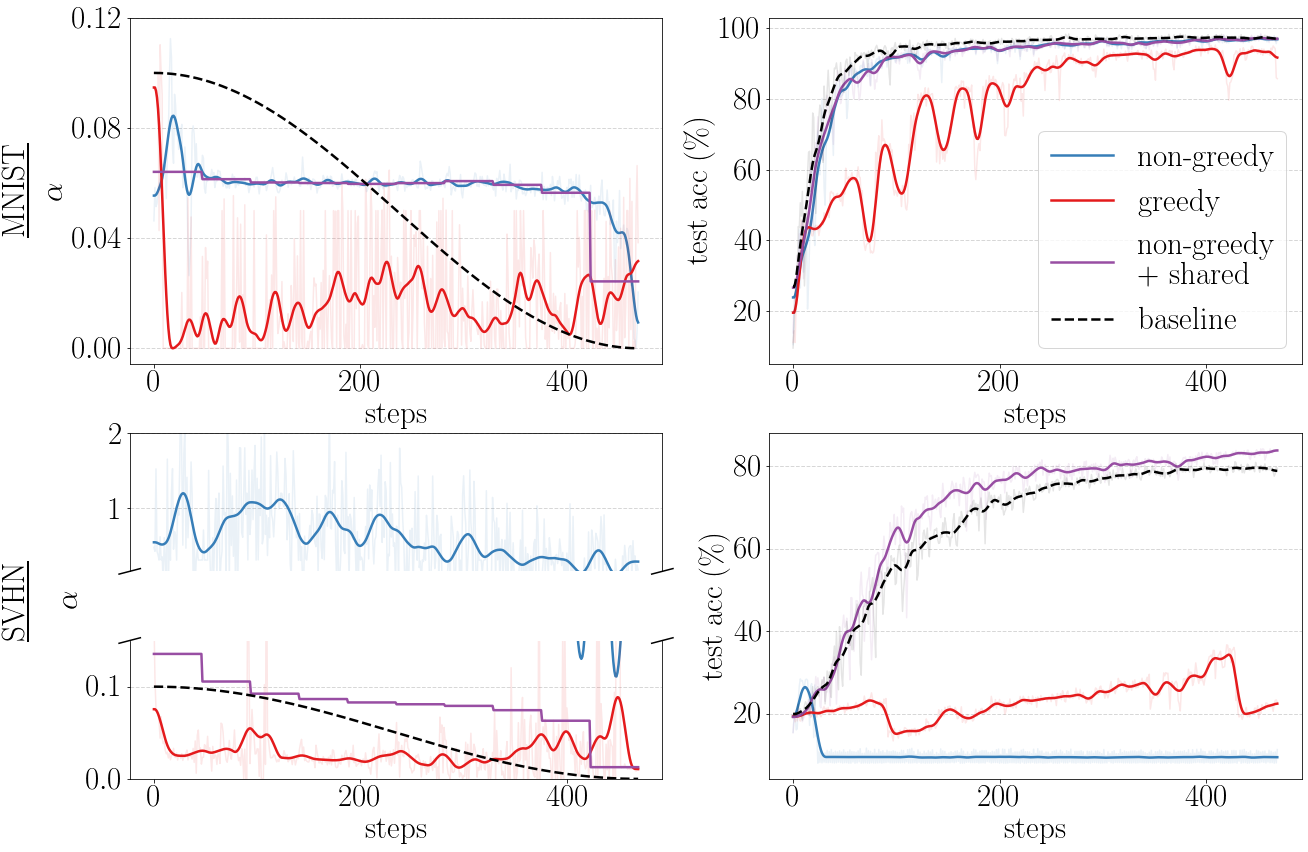 MNIST
α
0.12
0.08
0.04
0.00
0
200
400
steps
test acc (%)
100
80
60
40
20
0
200
400
steps
non-greedy
greedy
non-greedy
+ shared
baseline
SVHN
α
2
1
0.1
0.0
0
200
400
steps
test acc (%)
80
60
40
20
0
200
400
steps